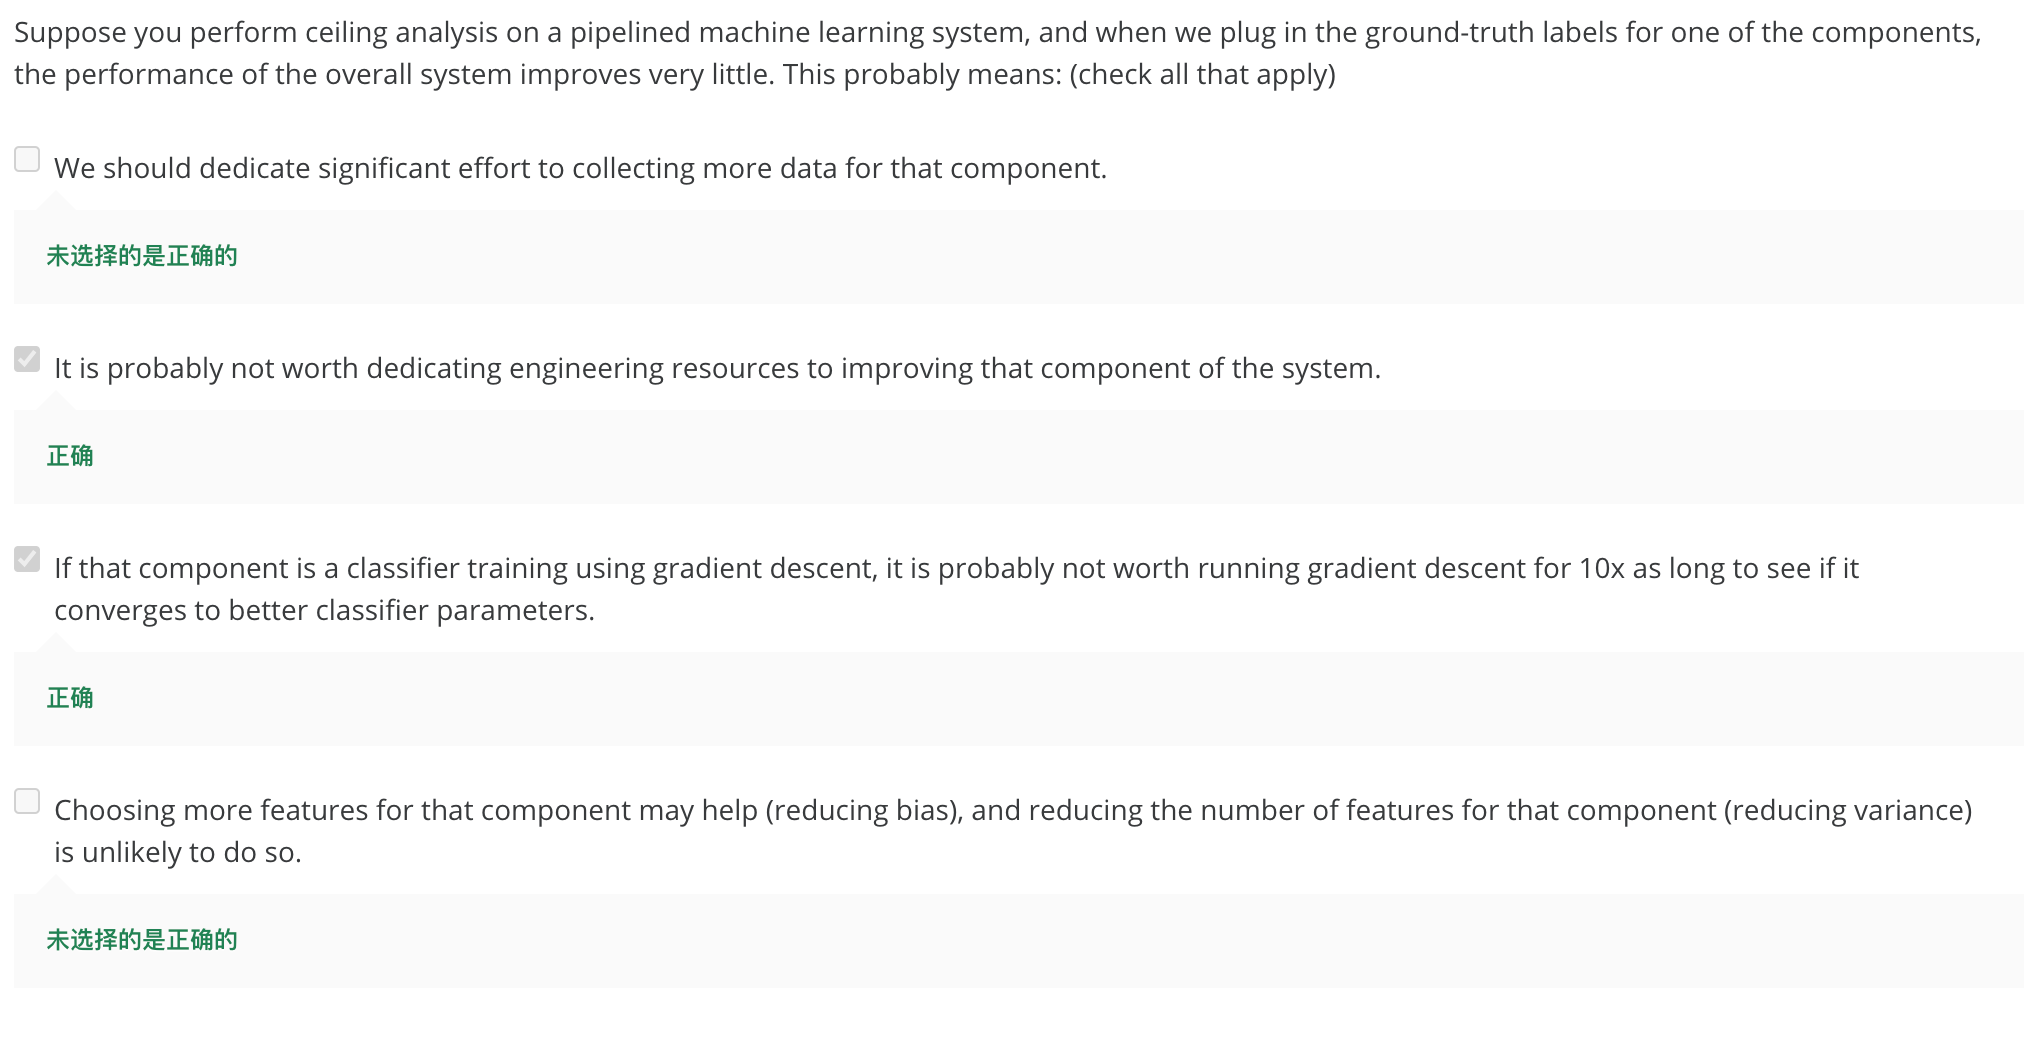 Suppose you perform ceiling analysis on a pipelined machine learning system, and when we plug in the ground-truth labels for one of the components,
the performance of the overall system improves very little. This probably means: (check all that apply)
We should dedicate significant effort to collecting more data for that component.
未选择的是正确的
It is probably not worth dedicating engineering resources to improving that component of the system.
正确
If that component is a classifier training using gradient descent, it is probably not worth running gradient descent for 10x as long to see if it
converges to better classifier parameters.
正确
Choosing more features for that component may help (reducing bias), and reducing the number of features for that component (reducing variance)
is unlikely to do so.
未选择的是正确的